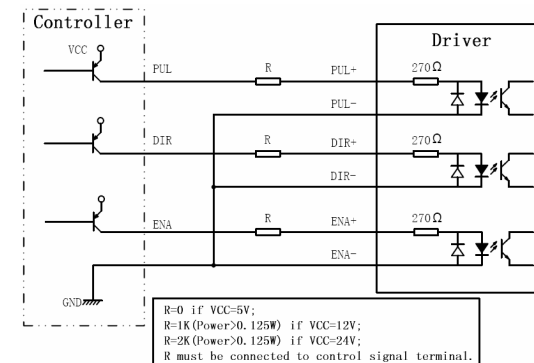 Controller
Driver
VCC
PUL
R
PUL+
270Ω
PUL-
DIR
R
DIR+
270Ω
DIR-
ENA
R
ENA+
270Ω
ENA-
GND
R=0 if VCC=5V;
R=1K(Power>0.125W) if VCC=12V;
R=2K(Power>0.125W) if VCC=24V;
R must be connected to control signal terminal.